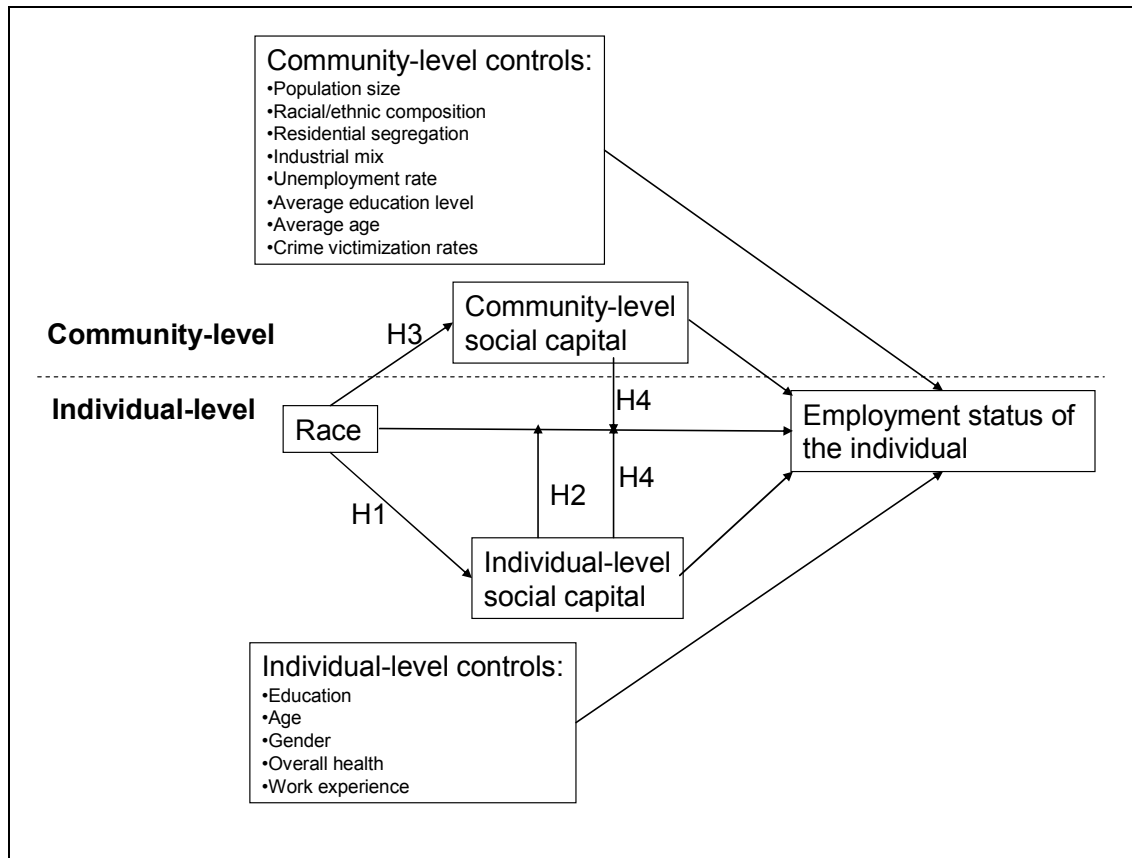 Community-level controls:
•Population size
•Racial/ethnic composition
•Residential segregation
•Industrial mix
•Unemployment rate
•Average education level
•Average age
•Crime victimization rates
Community-level
social capital
Community-level
H3
Individual-level
H4
Race
Employment status of
the individual
H4
H2
H1
Individual-level
social capital
Individual-level controls:
•Education
•Age
•Gender
•Overall health
•Work experience